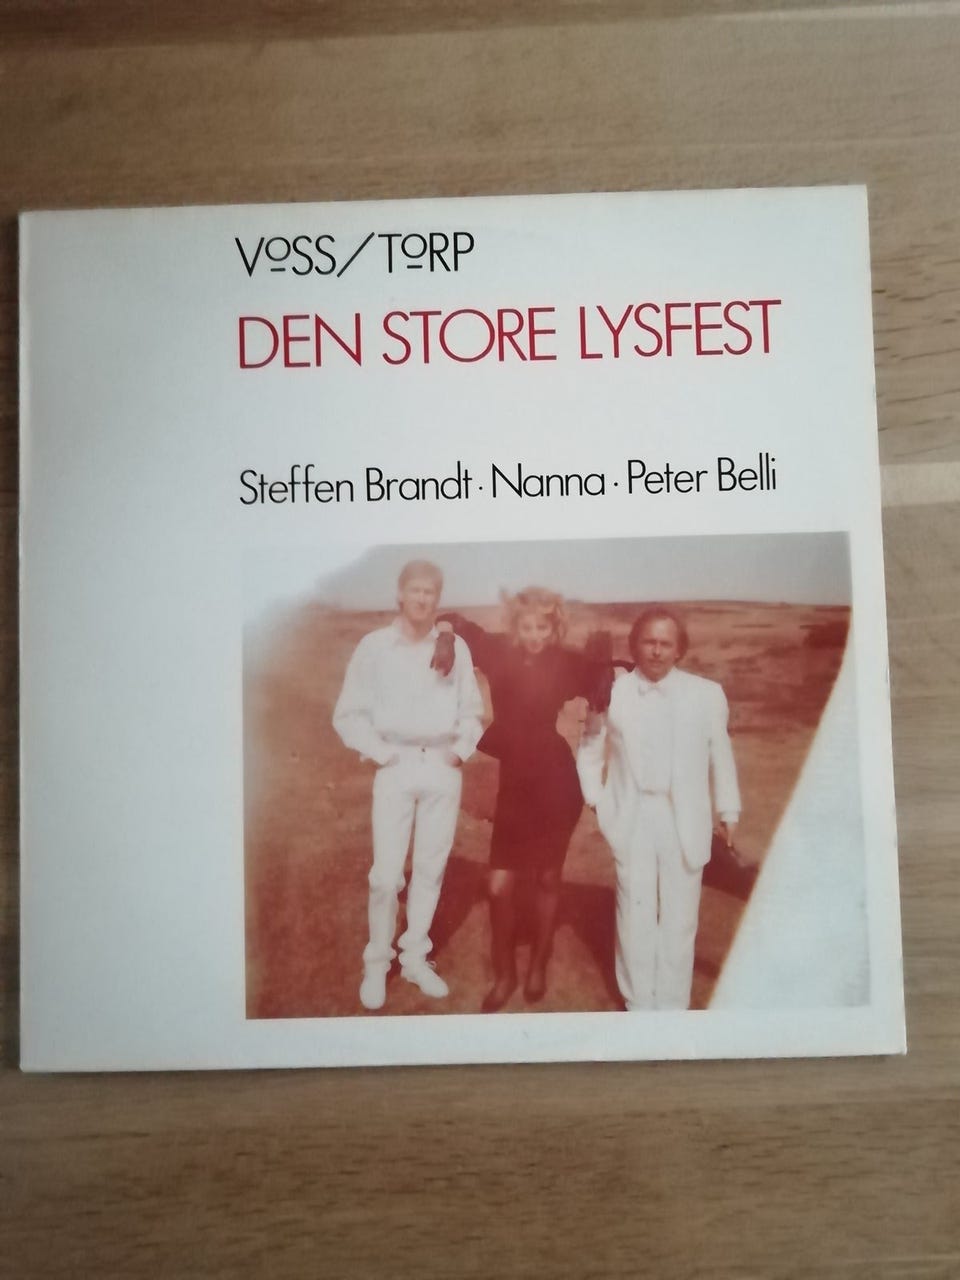 VOSS/TORP
DEN STORE LYSFEST
Steffen Brandt · Nanna · Peter Belli